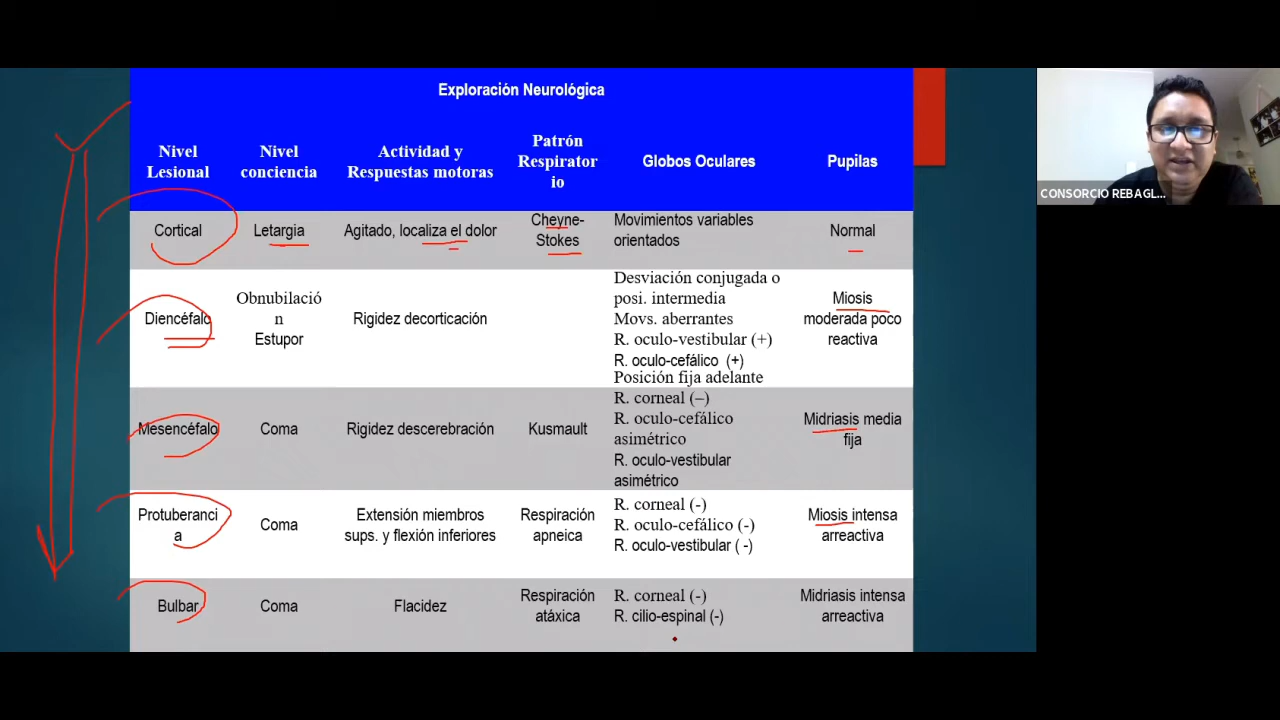 Exploración Neurológica
Nivel
Lesional
Nivel
conciencia
Actividad y
Respuestas motoras
Patrón
Respirator
io
Globos Oculares
Pupilas
Cortical
Letargia
Agitado, localiza el dolor
Cheyne-
Stokes
Movimientos variables
orientados
Normal
Diencéfalo
Obnubilació
n
Estupor
Rigidez decorticación
Desviación conjugada o
posi. intermedia
Movs. aberrantes
R. oculo-vestibular (+)
R. oculo-cefálico (+)
Miosis
moderada poco
reactiva
Mesencéfalo
Coma
Rigidez descerebración
Kusmault
Posición fija adelante
R. corneal (–)
R. oculo-cefálico
asimétrico
R. oculo-vestibular
asimétrico
Midriasis media
fija
Protuberanci
a
Coma
Extensión miembros
sups. y flexión inferiores
Respiración
apneica
R. corneal (-)
R. oculo-cefálico (-)
R. oculo-vestibular ( -)
Miosis intensa
arreactiva
Bulbar
Coma
Flacidez
Respiración
atáxica
R. corneal (-)
R. cilio-espinal (-)
Midriasis intensa
arreactiva
CONSORCIO REBAGL...